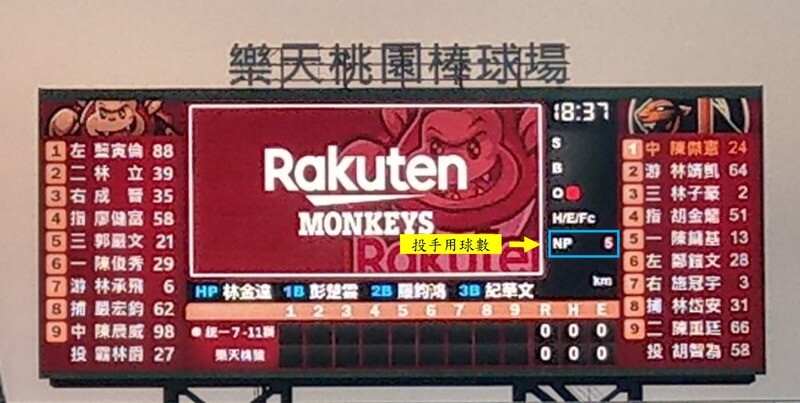 樂天桃園棒球場
18:37
1 左 藍寅倫 88
2 二 林 立 39
3 右 成晉 35
4 指 廖健富 58
5 三 郭嚴文 21
6 一 陳俊秀 29
7 游 林承飛 6
8 捕 嚴宏鈞 62
9 中 陳晨威 98
投 霸林爵 27
Rakuten
MONKEYS
Rakuten
S
B
O
H/E/Fc
投手用球數
NP 5
km
1 中 陳傑憲 24
2 游 林靖凱 64
3 三 林子豪 2
4 指 胡金龍 51
5 一 陳鏞基 13
6 左 鄭鎧文 28
7 右 施冠宇 3
8 捕 林岱安 31
9 二 陳重廷 66
投 胡智為 58
HP 林金達 1B 彭楚雲 2B 羅鈞鴻 3B 紀華文
1 2 3 4 5 6 7 8 9 R H E
統一7-11獅 0 0 0
樂天桃猿 0 0 0